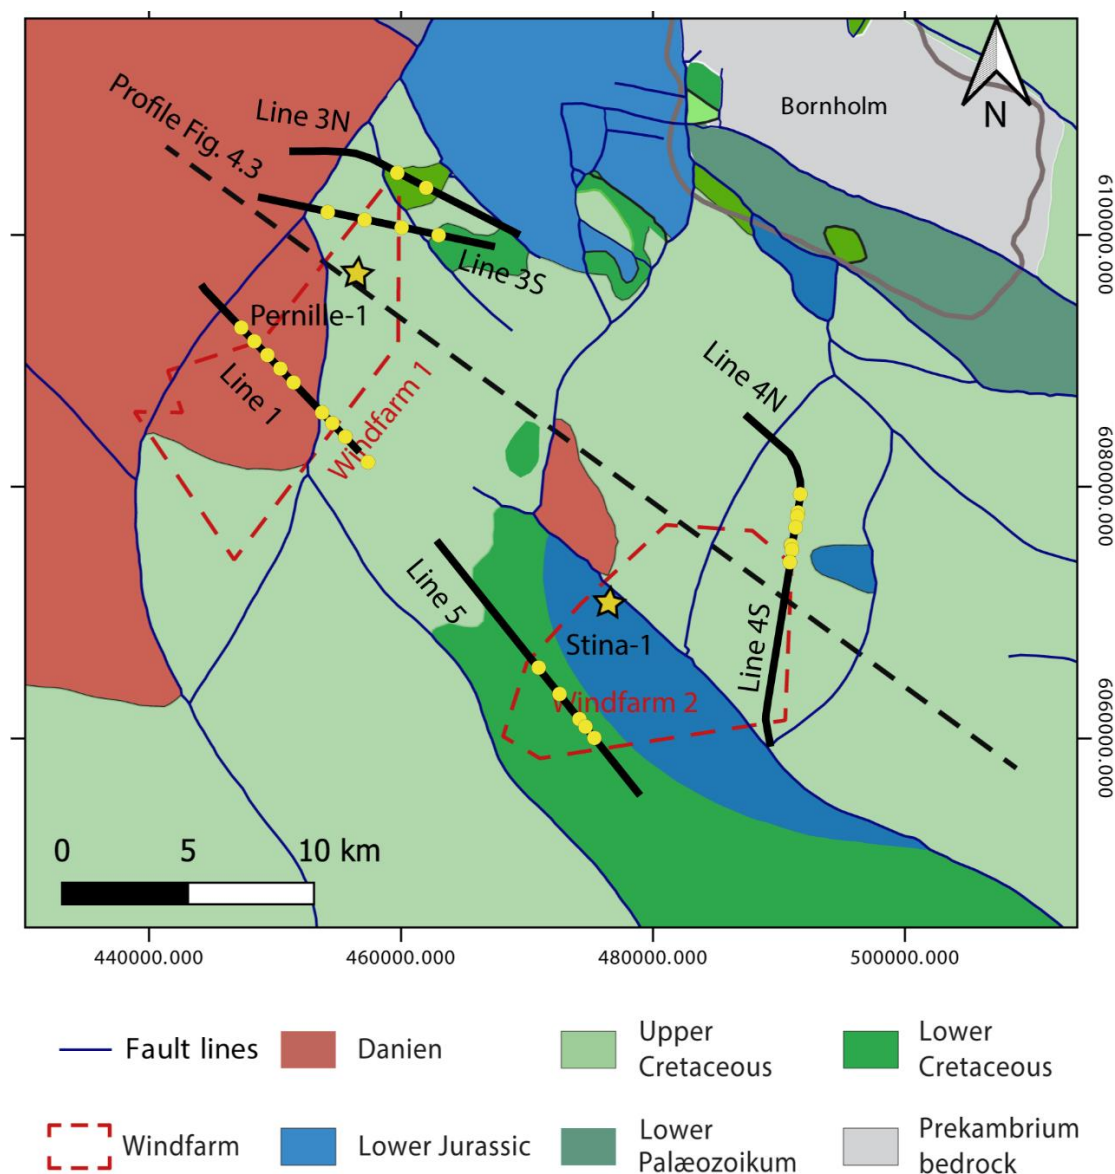 Bornholm
N
Line 3N
Profile Fig. 4.3
Line 3S
Pernille-1
Line 1
Windfarm 1
Line 4N
Line 5
Stina-1
Line 4S
Windfarm 2
6100000.000
6080000.000
6060000.000
0 5 10 km
440000.000 460000.000 480000.000 500000.000
Fault lines
Danien
Upper
Cretaceous
Lower
Cretaceous
Windfarm
Lower Jurassic
Lower
Palæozoikum
Prekambrium
bedrock